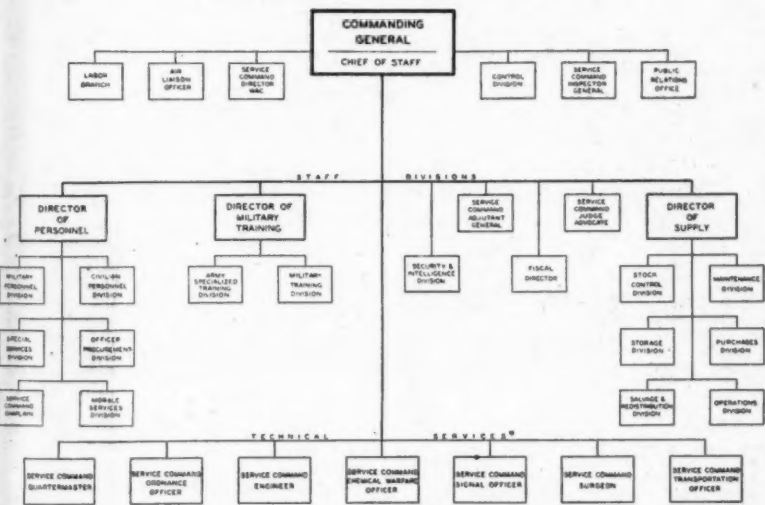 COMMANDING
GENERAL
CHIEF OF STAFF
LABOR
BRANCH
AIR
LIAISON
OFFICER
SERVICE
COMMAND
DIRECTOR
WAC
CONTROL
DIVISION
SERVICE
COMMAND
INSPECTOR
GENERAL
PUBLIC
RELATIONS
OFFICE
STAFF DIVISIONS
DIRECTOR
OF
PERSONNEL
DIRECTOR OF
MILITARY
TRAINING
SERVICE
COMMAND
ADJUTANT
GENERAL
SERVICE
COMMAND
JUDGE
ADVOCATE
DIRECTOR
OF
SUPPLY
MILITARY
PERSONNEL
DIVISION
CIVILIAN
PERSONNEL
DIVISION
ARMY
SPECIALIZED
TRAINING
DIVISION
MILITARY
TRAINING
DIVISION
SECURITY &
INTELLIGENCE
DIVISION
FISCAL
DIRECTOR
STOCK
CONTROL
DIVISION
MAINTENANCE
DIVISION
SPECIAL
SERVICES
DIVISION
OFFICER
PROCUREMENT
DIVISION
STORAGE
DIVISION
PURCHASES
DIVISION
SERVICE
COMMAND
CHAPLAIN
MORALE
SERVICES
DIVISION
SALVAGE &
REDISTRIBUTION
DIVISION
OPERATIONS
DIVISION
TECHNICAL SERVICES*
SERVICE COMMAND
QUARTERMASTER
SERVICE COMMAND
ORDNANCE
OFFICER
SERVICE COMMAND
ENGINEER
SERVICE COMMAND
CHEMICAL WARFARE
OFFICER
SERVICE COMMAND
SIGNAL OFFICER
SERVICE COMMAND
SURGEON
SERVICE COMMAND
TRANSPORTATION
OFFICER